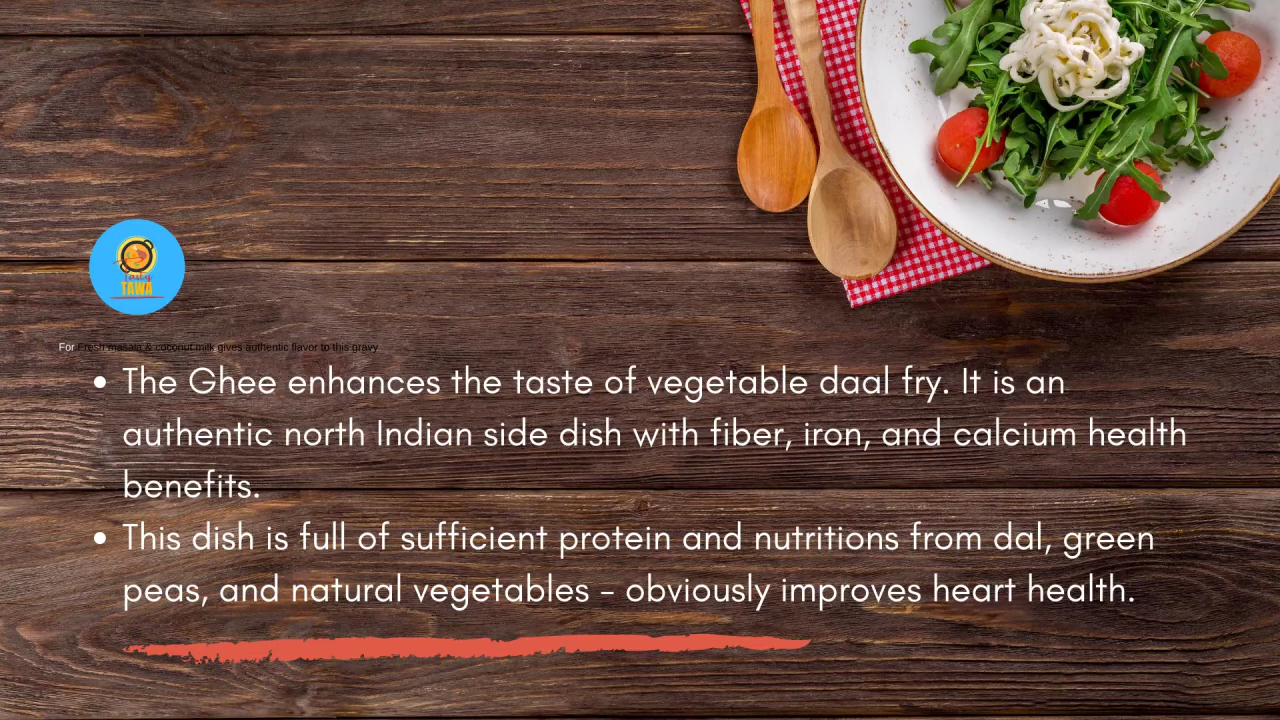 Tasty
TAWA
For Fresh masala & coconut milk gives authentic flavor to this gravy
• The Ghee enhances the taste of vegetable daal fry. It is an
authentic north Indian side dish with fiber, iron, and calcium health
benefits.
• This dish is full of sufficient protein and nutritions from dal, green
peas, and natural vegetables - obviously improves heart health.